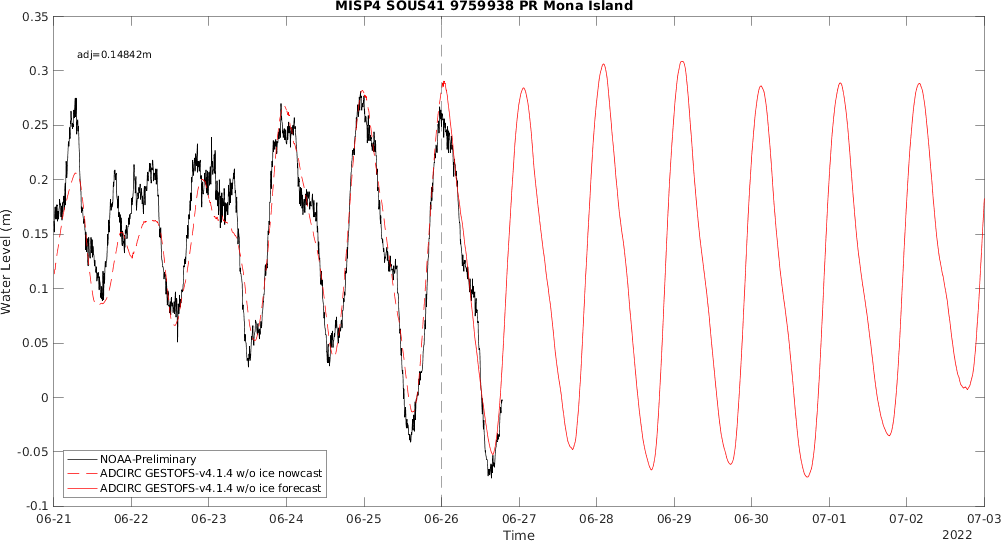 MISP4 SOUS41 9759938 PR Mona Island
adj=0.14842m
0.35
0.3
0.25
0.2
0.15
0.1
0.05
0
-0.05
-0.1
Water Level (m)
NOAA-Preliminary
ADCIRC GESTOFS-v4.1.4 w/o ice nowcast
ADCIRC GESTOFS-v4.1.4 w/o ice forecast
06-21 06-22 06-23 06-24 06-25 06-26 06-27 06-28 06-29 06-30 07-01 07-02 07-03
Time
2022